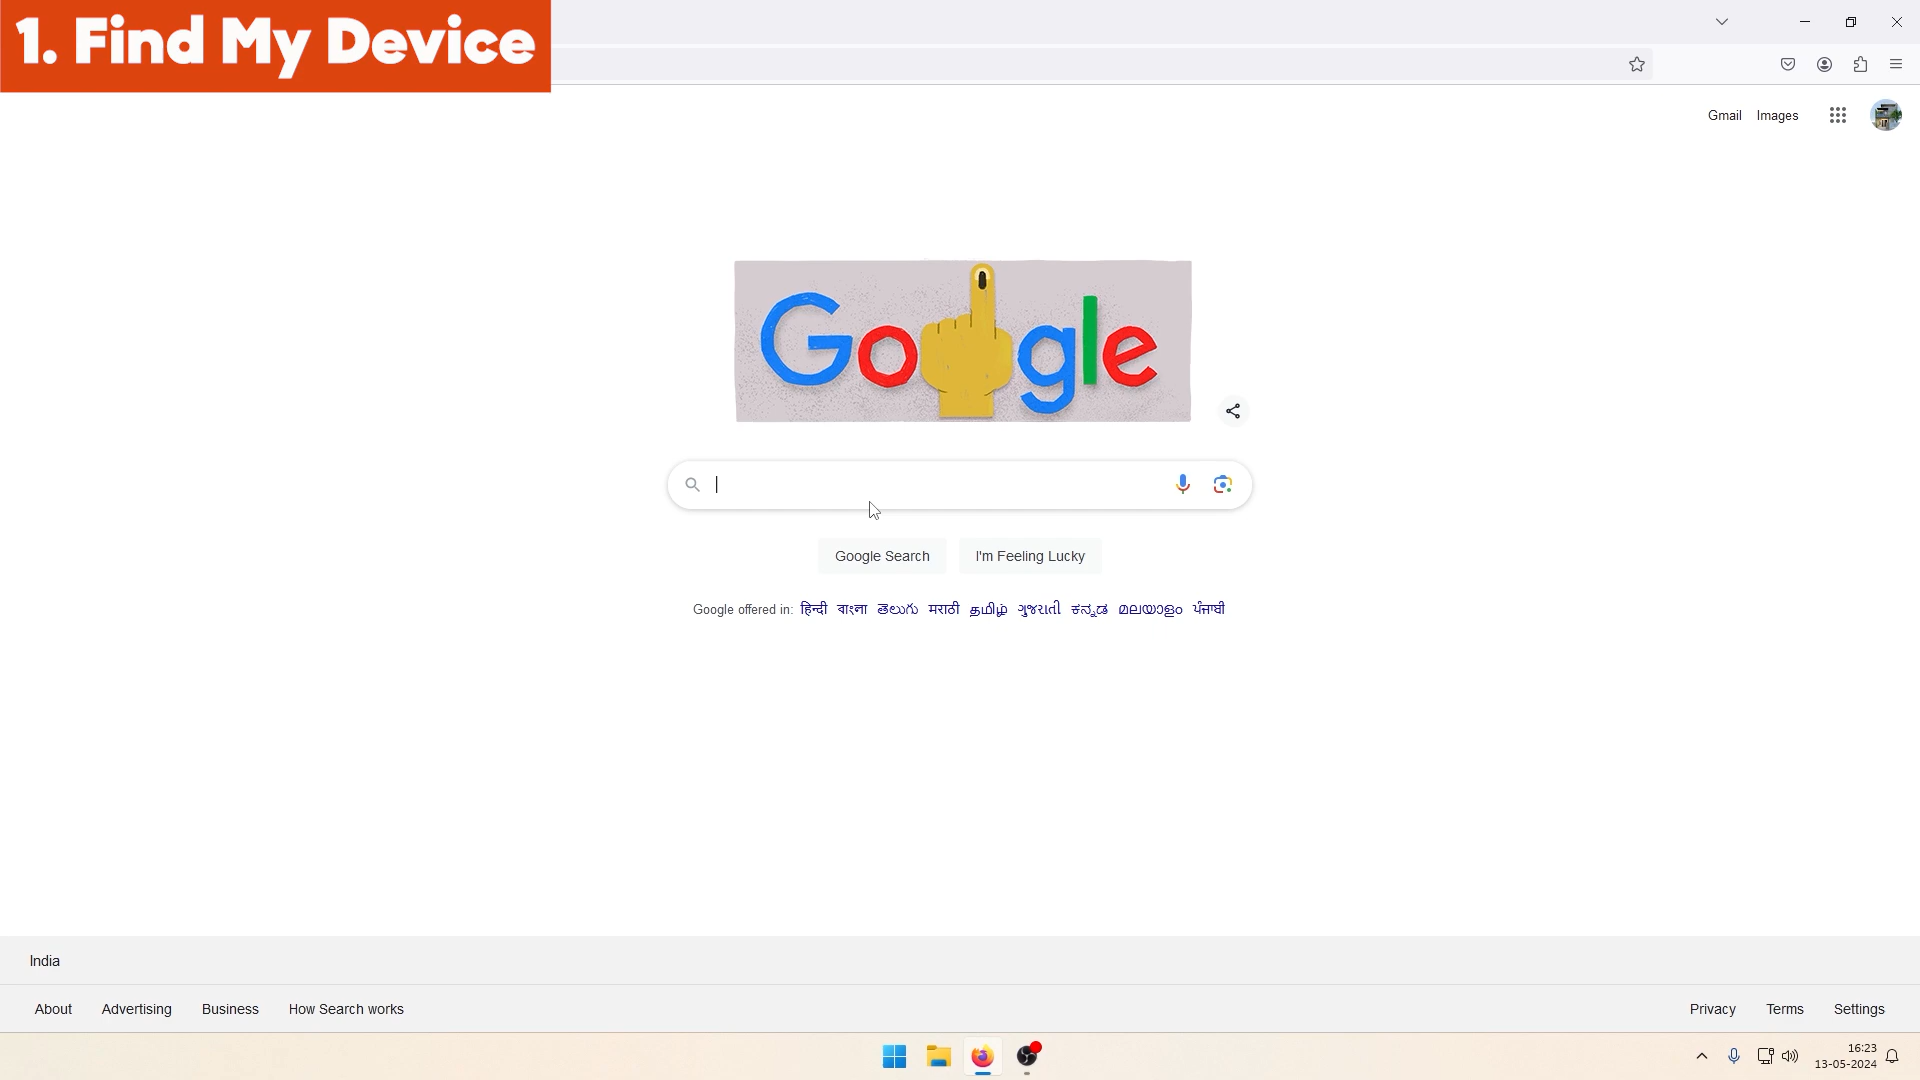 1. Find My Device
Gmail Images
Google
Google Search I'm Feeling Lucky
Google offered in: हिन्दी বাংলা తెలుగు मराठी தமிழ் ગુજરાતી ಕನ್ನಡ മലയാളം ਪੰਜਾਬੀ
India
About Advertising Business How Search works Privacy Terms Settings
16:23
13-05-2024